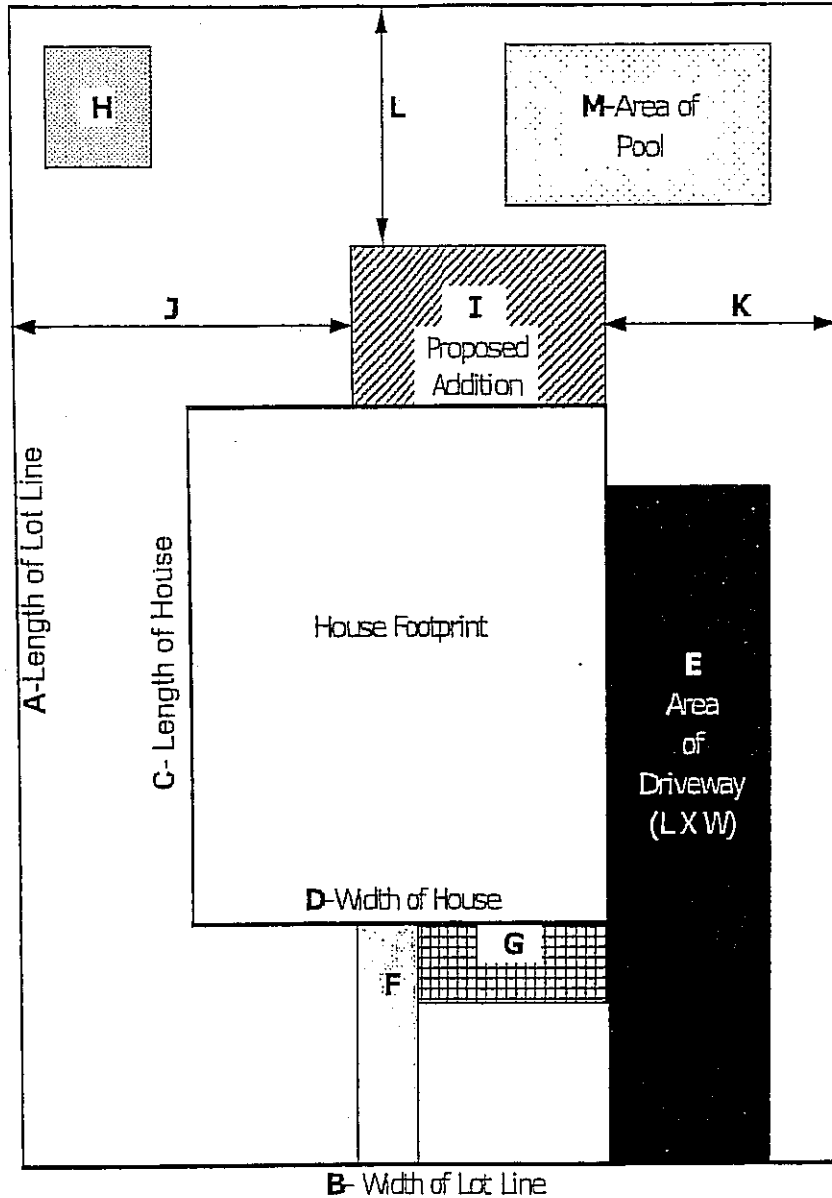 H
L
M-Area of
Pool
J
I
K
Proposed
Addition
A-Length of Lot Line
C- Length of House
House Footprint
E
Area
of
Driveway
(L X W)
D-Width of House
G
F
B- Width of Lot Line